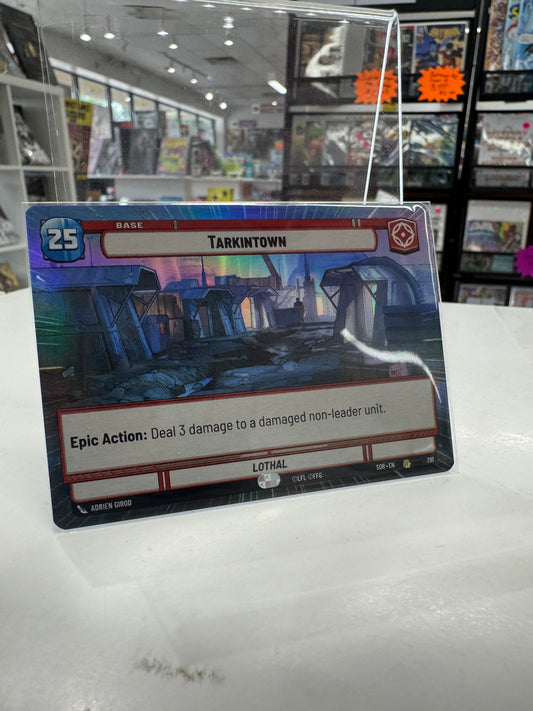 25
BASE
TARKINTOWN
Epic Action: Deal 3 damage to a damaged non-leader unit.
LOTHAL
ADRIEN GIROD
©LFL ©FFG
SOR • EN
291